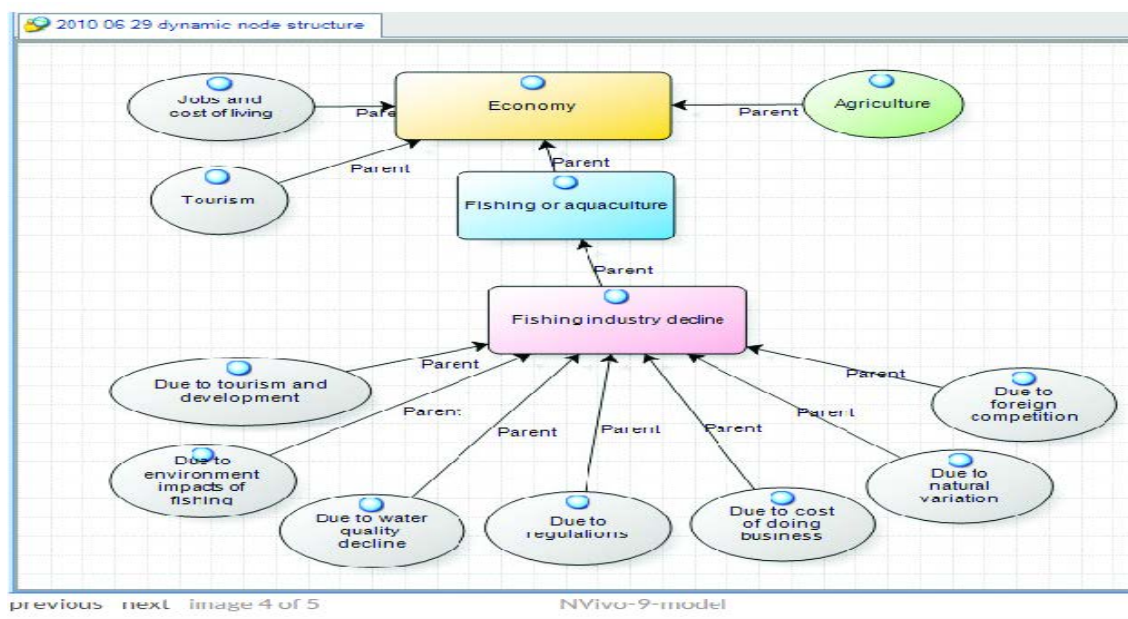 2010 06 29 dynamic node structure
Jobs and
cost of living
Parent
Economy
Parent
Agriculture
Parent
Parent
Tourism
Fishing or aquaculture
Parent
Fishing industry decline
Parent
Parent
Due to tourism and
development
Due to
foreign
competition
Parent
Parent
Parent
Parent
Parent
Due to
environment
impacts of
fishing
Due to
natural
variation
Due to water
quality
decline
Due to
regulations
Due to cost
of doing
business
previous next image 4 of 5
NVivo-9-model